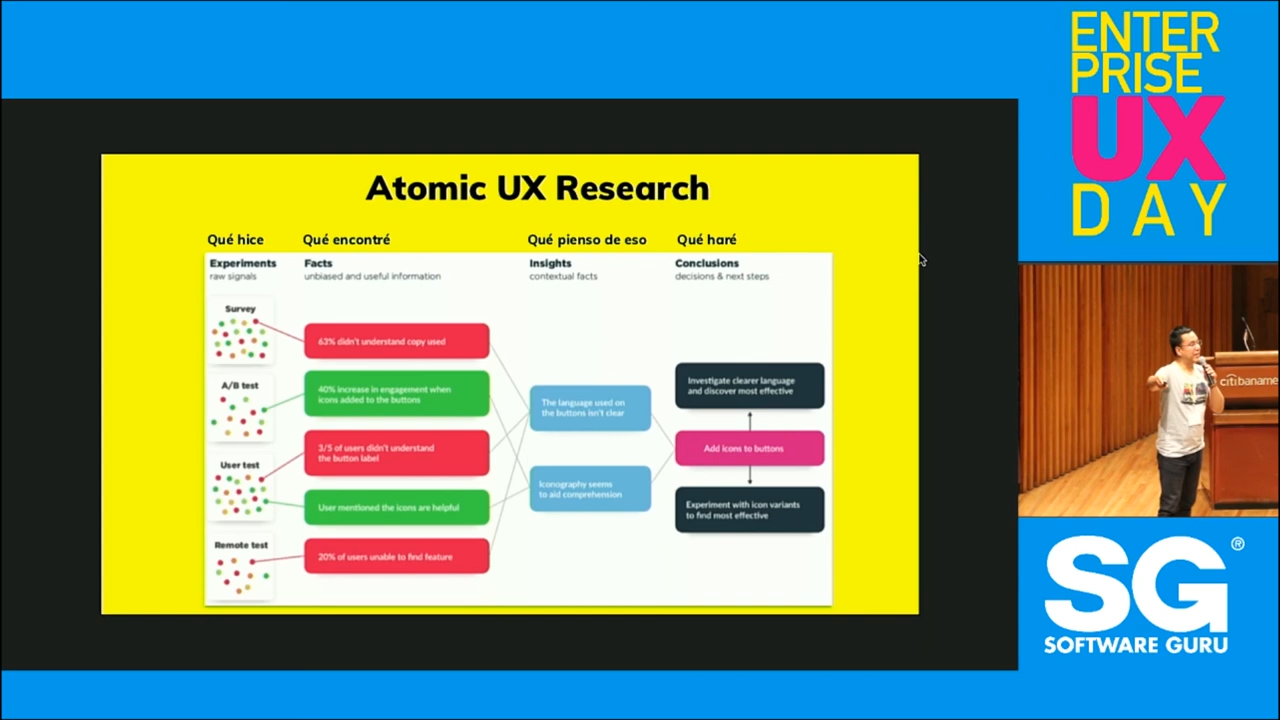 ENTER
PRISE
UX
DAY
Atomic UX Research
Qué hice
Qué encontré
Qué pienso de eso
Qué haré
Experiments
raw signals
Facts
unbiased and useful information
Insights
contextual facts
Conclusions
decisions & next steps
Survey
A/B test
User test
Remote test
63% didn't understand copy used
40% increase in engagement when
icons added to the buttons
3/5 of users didn't understand
the button label
User mentioned the icons are helpful
20% of users unable to find feature
The language used on
the buttons isn't clear
Iconography seems
to aid comprehension
Investigate clearer language
and discover most effective
Add icons to buttons
Experiment with icon variants
to find most effective
citibaname
SG®
SOFTWARE GURU